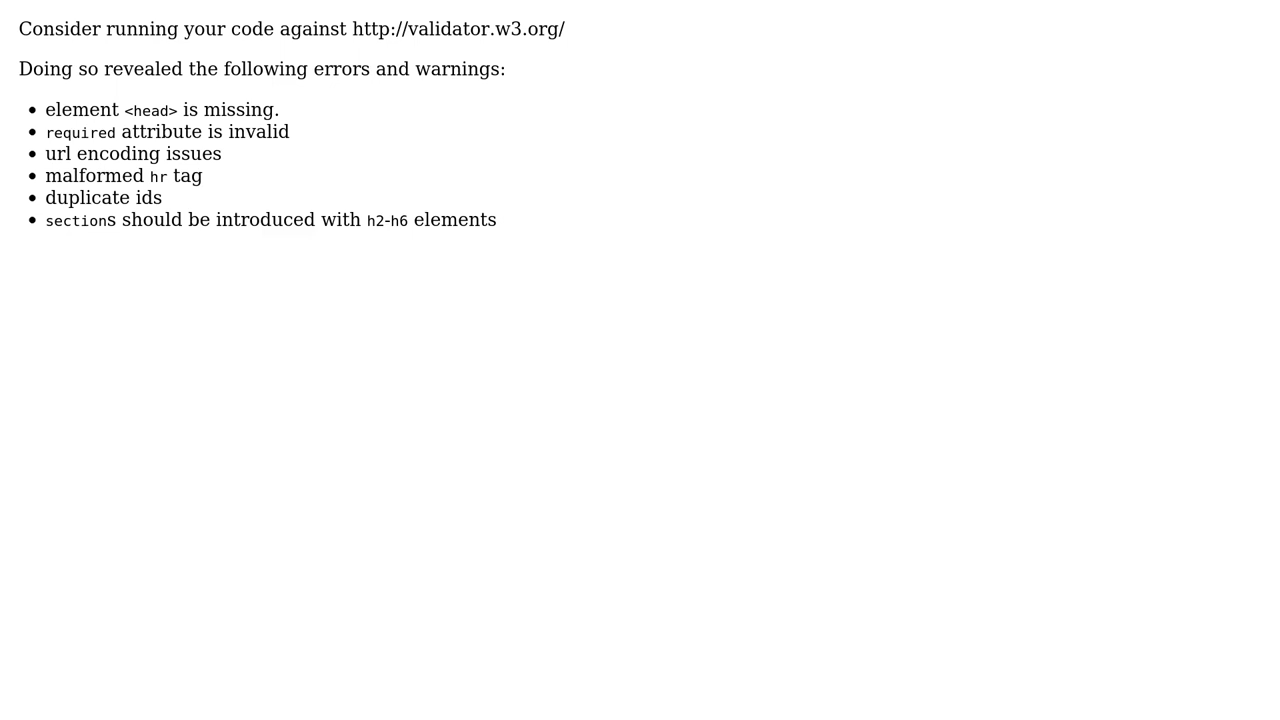 Consider running your code against http://validator.w3.org/
Doing so revealed the following errors and warnings:
• element <head> is missing.
• required attribute is invalid
• url encoding issues
• malformed hr tag
• duplicate ids
• sections should be introduced with h2-h6 elements